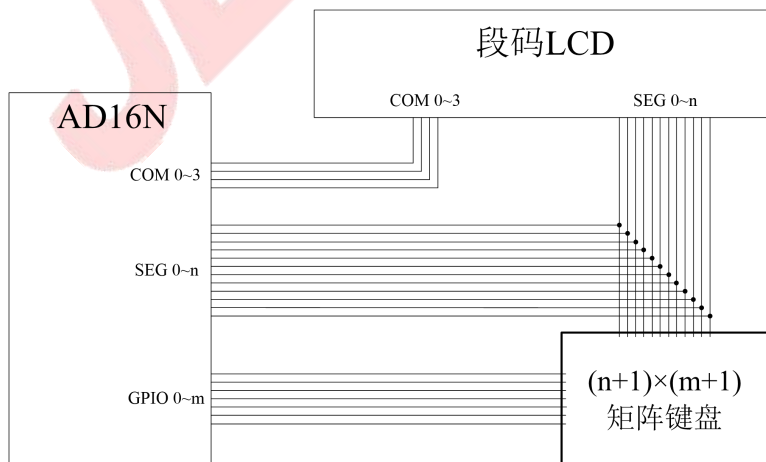 段码LCD
COM 0~3
SEG 0~n
AD16N
COM 0~3
SEG 0~n
GPIO 0~m
(n+1)×(m+1)
矩阵键盘